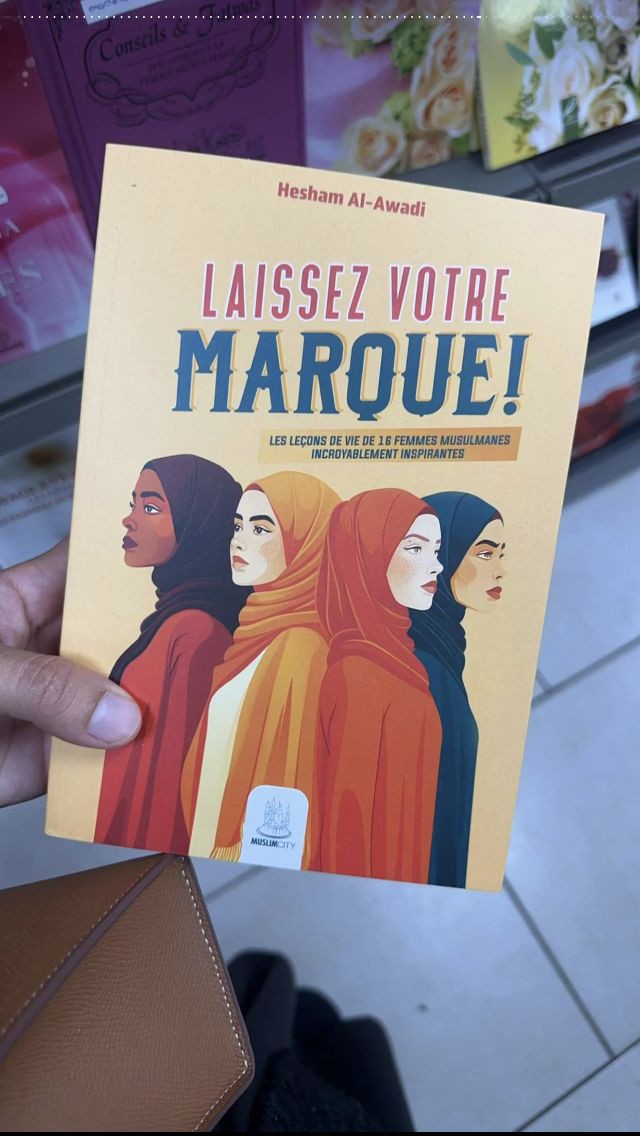 Conseils & Fatwas
Hesham Al-Awadi
LAISSEZ VOTRE
MARQUE!
LES LEÇONS DE VIE DE 16 FEMMES MUSULMANES
INCROYABLEMENT INSPIRANTES
MUSLIMCITY